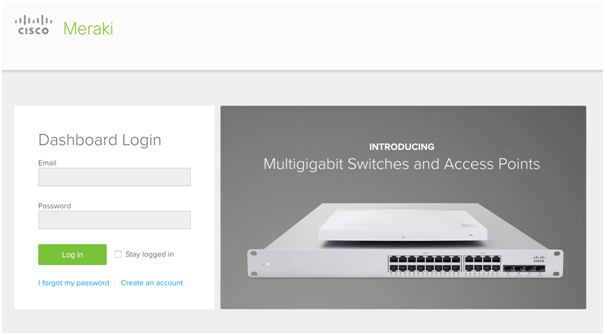 CISCO Meraki
Dashboard Login
Email
Password
Log in
Stay logged in
I forgot my password
Create an account
INTRODUCING
Multigigabit Switches and Access Points
CISCO